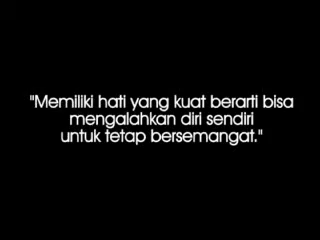 "Memiliki hati yang kuat berarti bisa
mengalahkan diri sendiri
untuk tetap bersemangat."